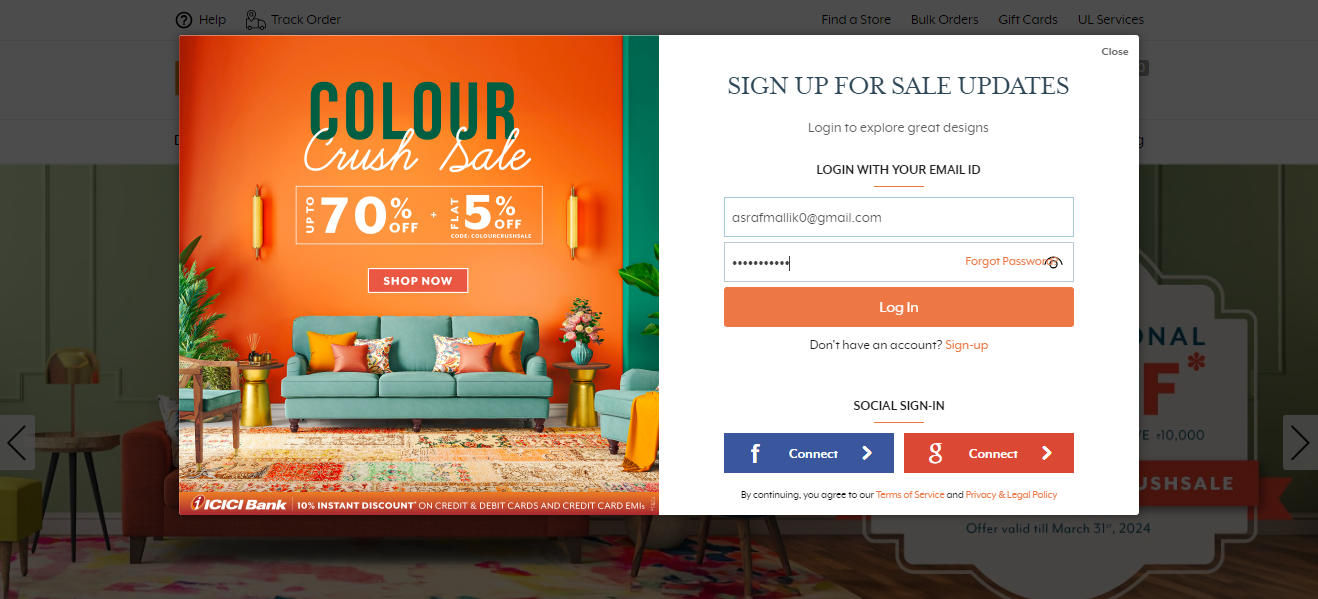 Help
Track Order
Find a Store
Bulk Orders
Gift Cards
UL Services
Close
COLOUR
Crush Sale
UP TO 70% OFF + FLAT 5% OFF
CODE: COLOURCRUSHSALE
SHOP NOW
ICICI Bank | 10% INSTANT DISCOUNT* ON CREDIT & DEBIT CARDS AND CREDIT CARD EMIs
SIGN UP FOR SALE UPDATES
Login to explore great designs
LOGIN WITH YOUR EMAIL ID
asrafmallik0@gmail.com
•••••••••••
Forgot Password
Log In
Don't have an account? Sign-up
SOCIAL SIGN-IN
f Connect
g Connect
By continuing, you agree to our Terms of Service and Privacy & Legal Policy
₹10,000
Offer valid till March 31st, 2024